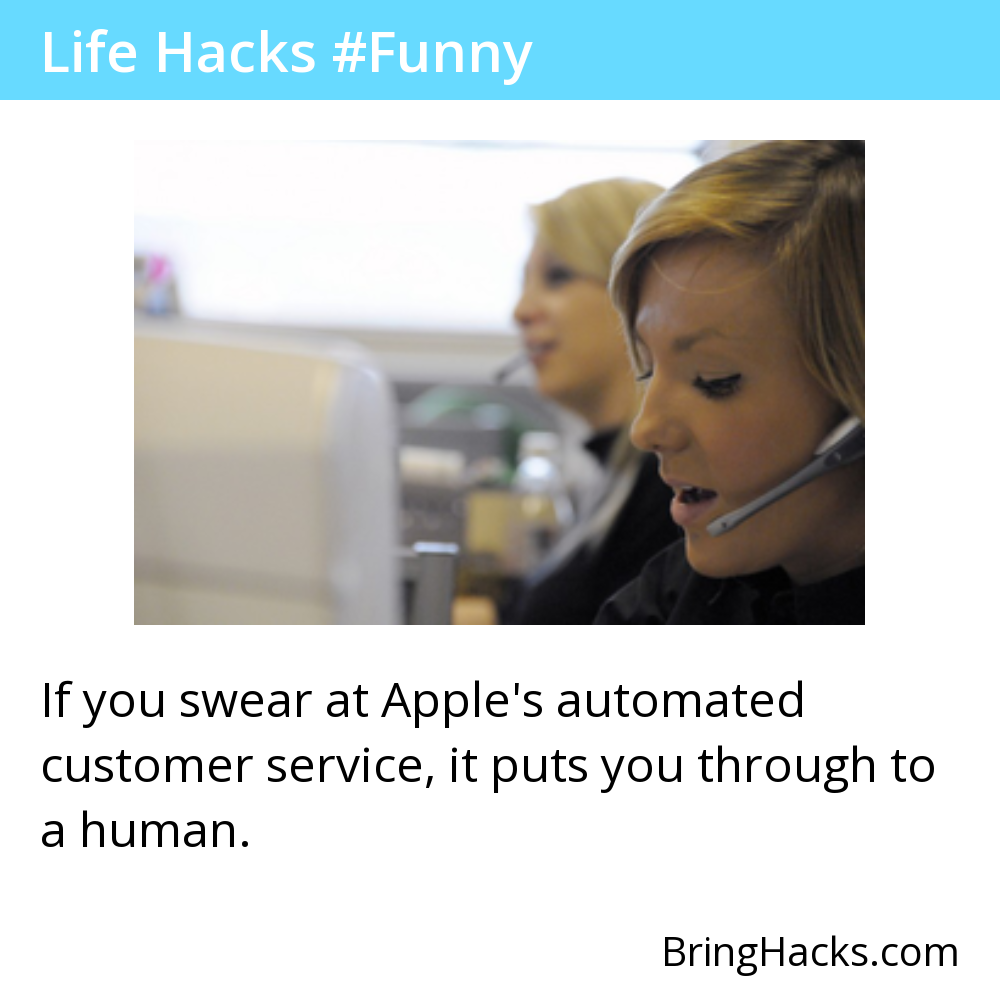 Life Hacks #Funny
If you swear at Apple's automated
customer service, it puts you through to
a human.
BringHacks.com